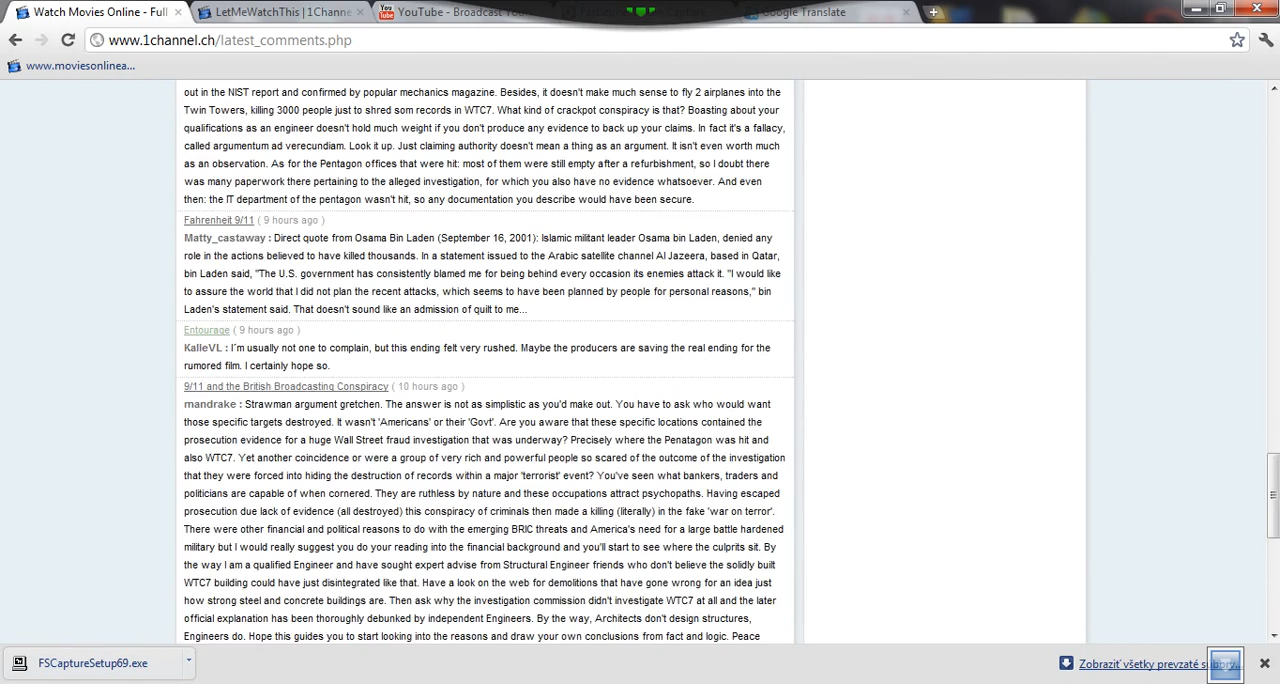 Watch Movies Online - Full
LetMeWatchThis | 1Channe
YouTube - Broadcast You
Google Translate
www.1channel.ch/latest_comments.php
www.moviesonlinea...
out in the NIST report and confirmed by popular mechanics magazine. Besides, it doesn't make much sense to fly 2 airplanes into the
Twin Towers, killing 3000 people just to shred som records in WTC7. What kind of crackpot conspiracy is that? Boasting about your
qualifications as an engineer doesn't hold much weight if you don't produce any evidence to back up your claims. In fact it's a fallacy,
called argumentum ad verecundiam. Look it up. Just claiming authority doesn't mean a thing as an argument. It isn't even worth much
as an observation. As for the Pentagon offices that were hit: most of them were still empty after a refurbishment, so I doubt there
was many paperwork there pertaining to the alleged investigation, for which you also have no evidence whatsoever. And even
then: the IT department of the pentagon wasn't hit, so any documentation you describe would have been secure.
Fahrenheit 9/11 ( 9 hours ago )
Matty_castaway : Direct quote from Osama Bin Laden (September 16, 2001): Islamic militant leader Osama bin Laden, denied any
role in the actions believed to have killed thousands. In a statement issued to the Arabic satellite channel Al Jazeera, based in Qatar,
bin Laden said, "The U.S. government has consistently blamed me for being behind every occasion its enemies attack it. "I would like
to assure the world that I did not plan the recent attacks, which seems to have been planned by people for personal reasons," bin
Laden's statement said. That doesn't sound like an admission of quilt to me...
Entourage ( 9 hours ago )
KalleVL : I´m usually not one to complain, but this ending felt very rushed. Maybe the producers are saving the real ending for the
rumored film. I certainly hope so.
9/11 and the British Broadcasting Conspiracy ( 10 hours ago )
mandrake : Strawman argument gretchen. The answer is not as simplistic as you'd make out. You have to ask who would want
those specific targets destroyed. It wasn't 'Americans' or their 'Govt'. Are you aware that these specific locations contained the
prosecution evidence for a huge Wall Street fraud investigation that was underway? Precisely where the Penatagon was hit and
also WTC7. Yet another coincidence or were a group of very rich and powerful people so scared of the outcome of the investigation
that they were forced into hiding the destruction of records within a major 'terrorist' event? You've seen what bankers, traders and
politicians are capable of when cornered. They are ruthless by nature and these occupations attract psychopaths. Having escaped
prosecution due lack of evidence (all destroyed) this conspiracy of criminals then made a killing (literally) in the fake 'war on terror'.
There were other financial and political reasons to do with the emerging BRIC threats and America's need for a large battle hardened
military but I would really suggest you do your reading into the financial background and you'll start to see where the culprits sit. By
the way I am a qualified Engineer and have sought expert advise from Structural Engineer friends who don't believe the solidly built
WTC7 building could have just disintegrated like that. Have a look on the web for demolitions that have gone wrong for an idea just
how strong steel and concrete buildings are. Then ask why the investigation commission didn't investigate WTC7 at all and the later
official explanation has been thoroughly debunked by independent Engineers. By the way, Architects don't design structures,
Engineers do. Hope this guides you to start looking into the reasons and draw your own conclusions from fact and logic. Peace
FSCaptureSetup69.exe
Zobraziť všetky prevzaté súbory...